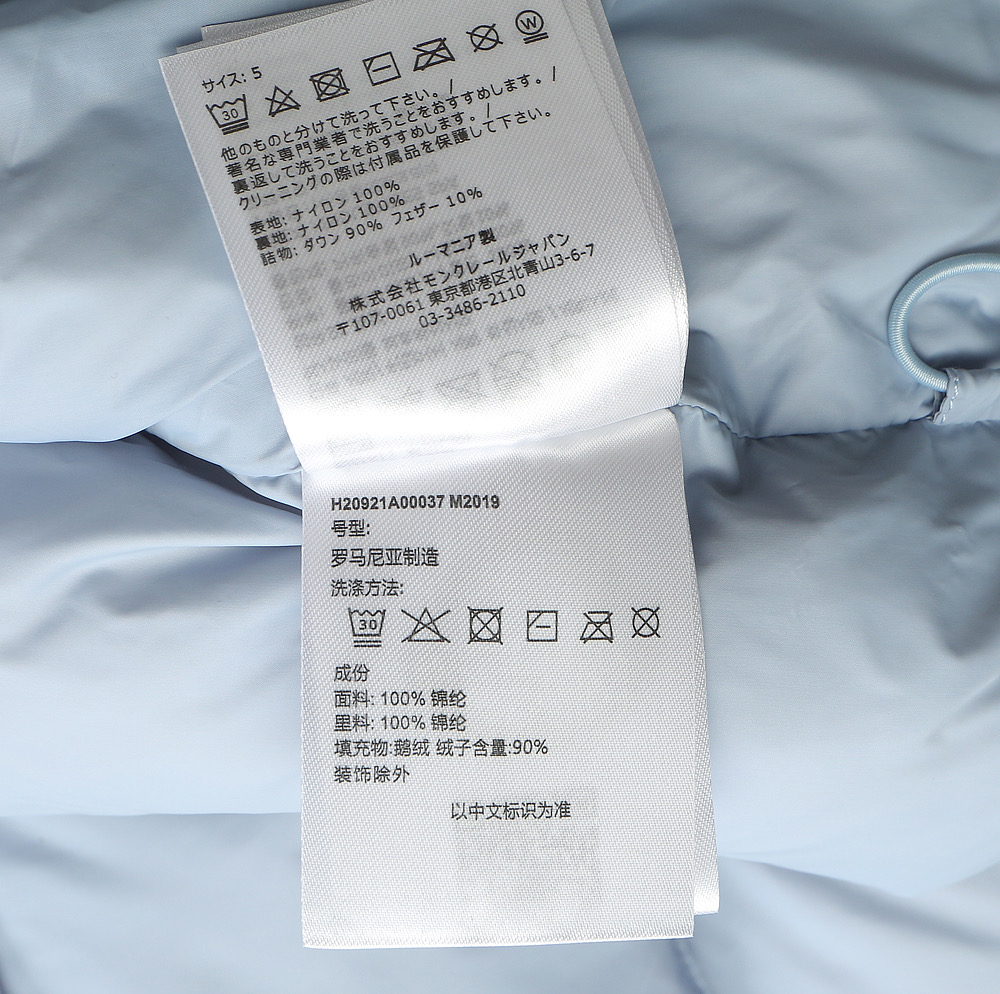 サイズ: 5
30
W
他のものと分けて洗って下さい。/
著名な専門業者で洗うことをおすすめします。/
裏返して洗うことをおすすめします。/
クリーニングの際は付属品を保護して下さい。
表地: ナイロン 100%
裏地: ナイロン 100%
詰物: ダウン 90% フェザー 10%
ルーマニア製
株式会社モンクレールジャパン
〒107-0061 東京都港区北青山3-6-7
03-3486-2110
H20921A00037 M2019
号型:
罗马尼亚制造
洗涤方法:
30
成份
面料: 100% 锦纶
里料: 100% 锦纶
填充物:鹅绒 绒子含量:90%
装饰除外
以中文标识为准